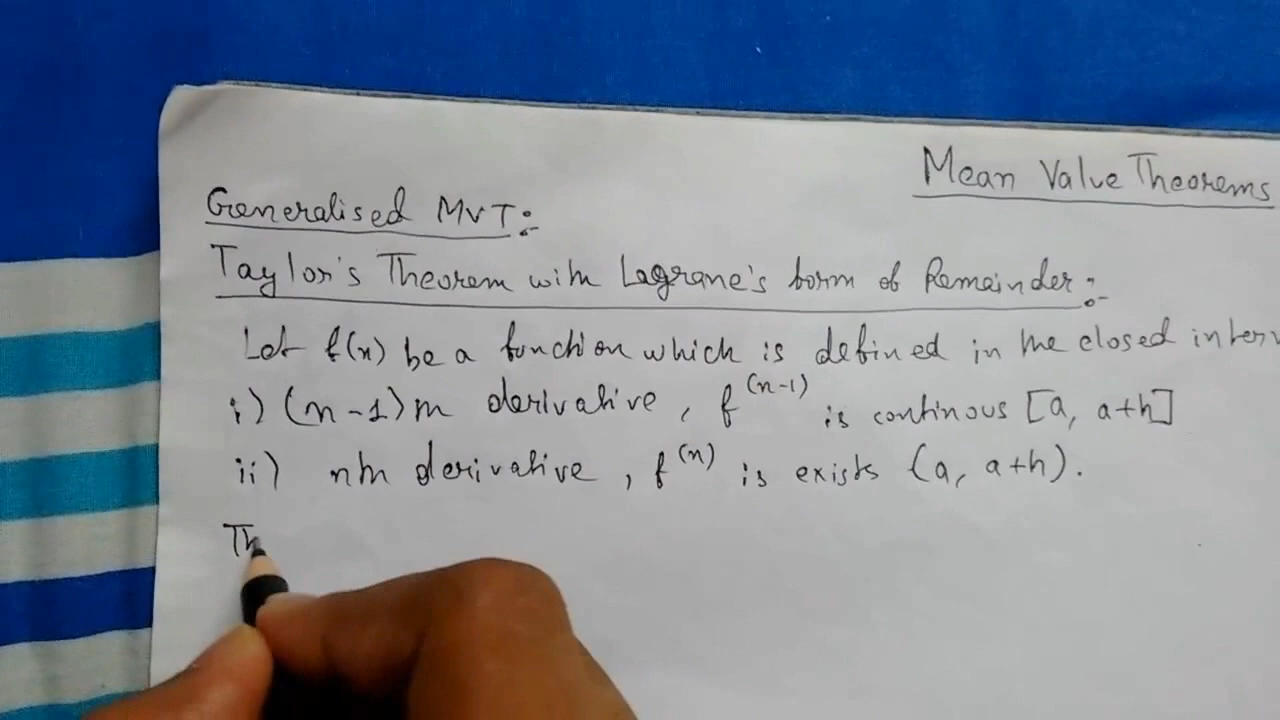 Mean Value Theorems
Generalised MVT:-
Taylor's Theorem with Lagrane's form of Remainder:-
Let f(x) be a function which is defined in the closed interv
i) (n-1)th derivative, f^(n-1) is continous [a, a+h]
ii) nth derivative, f^(n) is exists (a, a+h).
Th